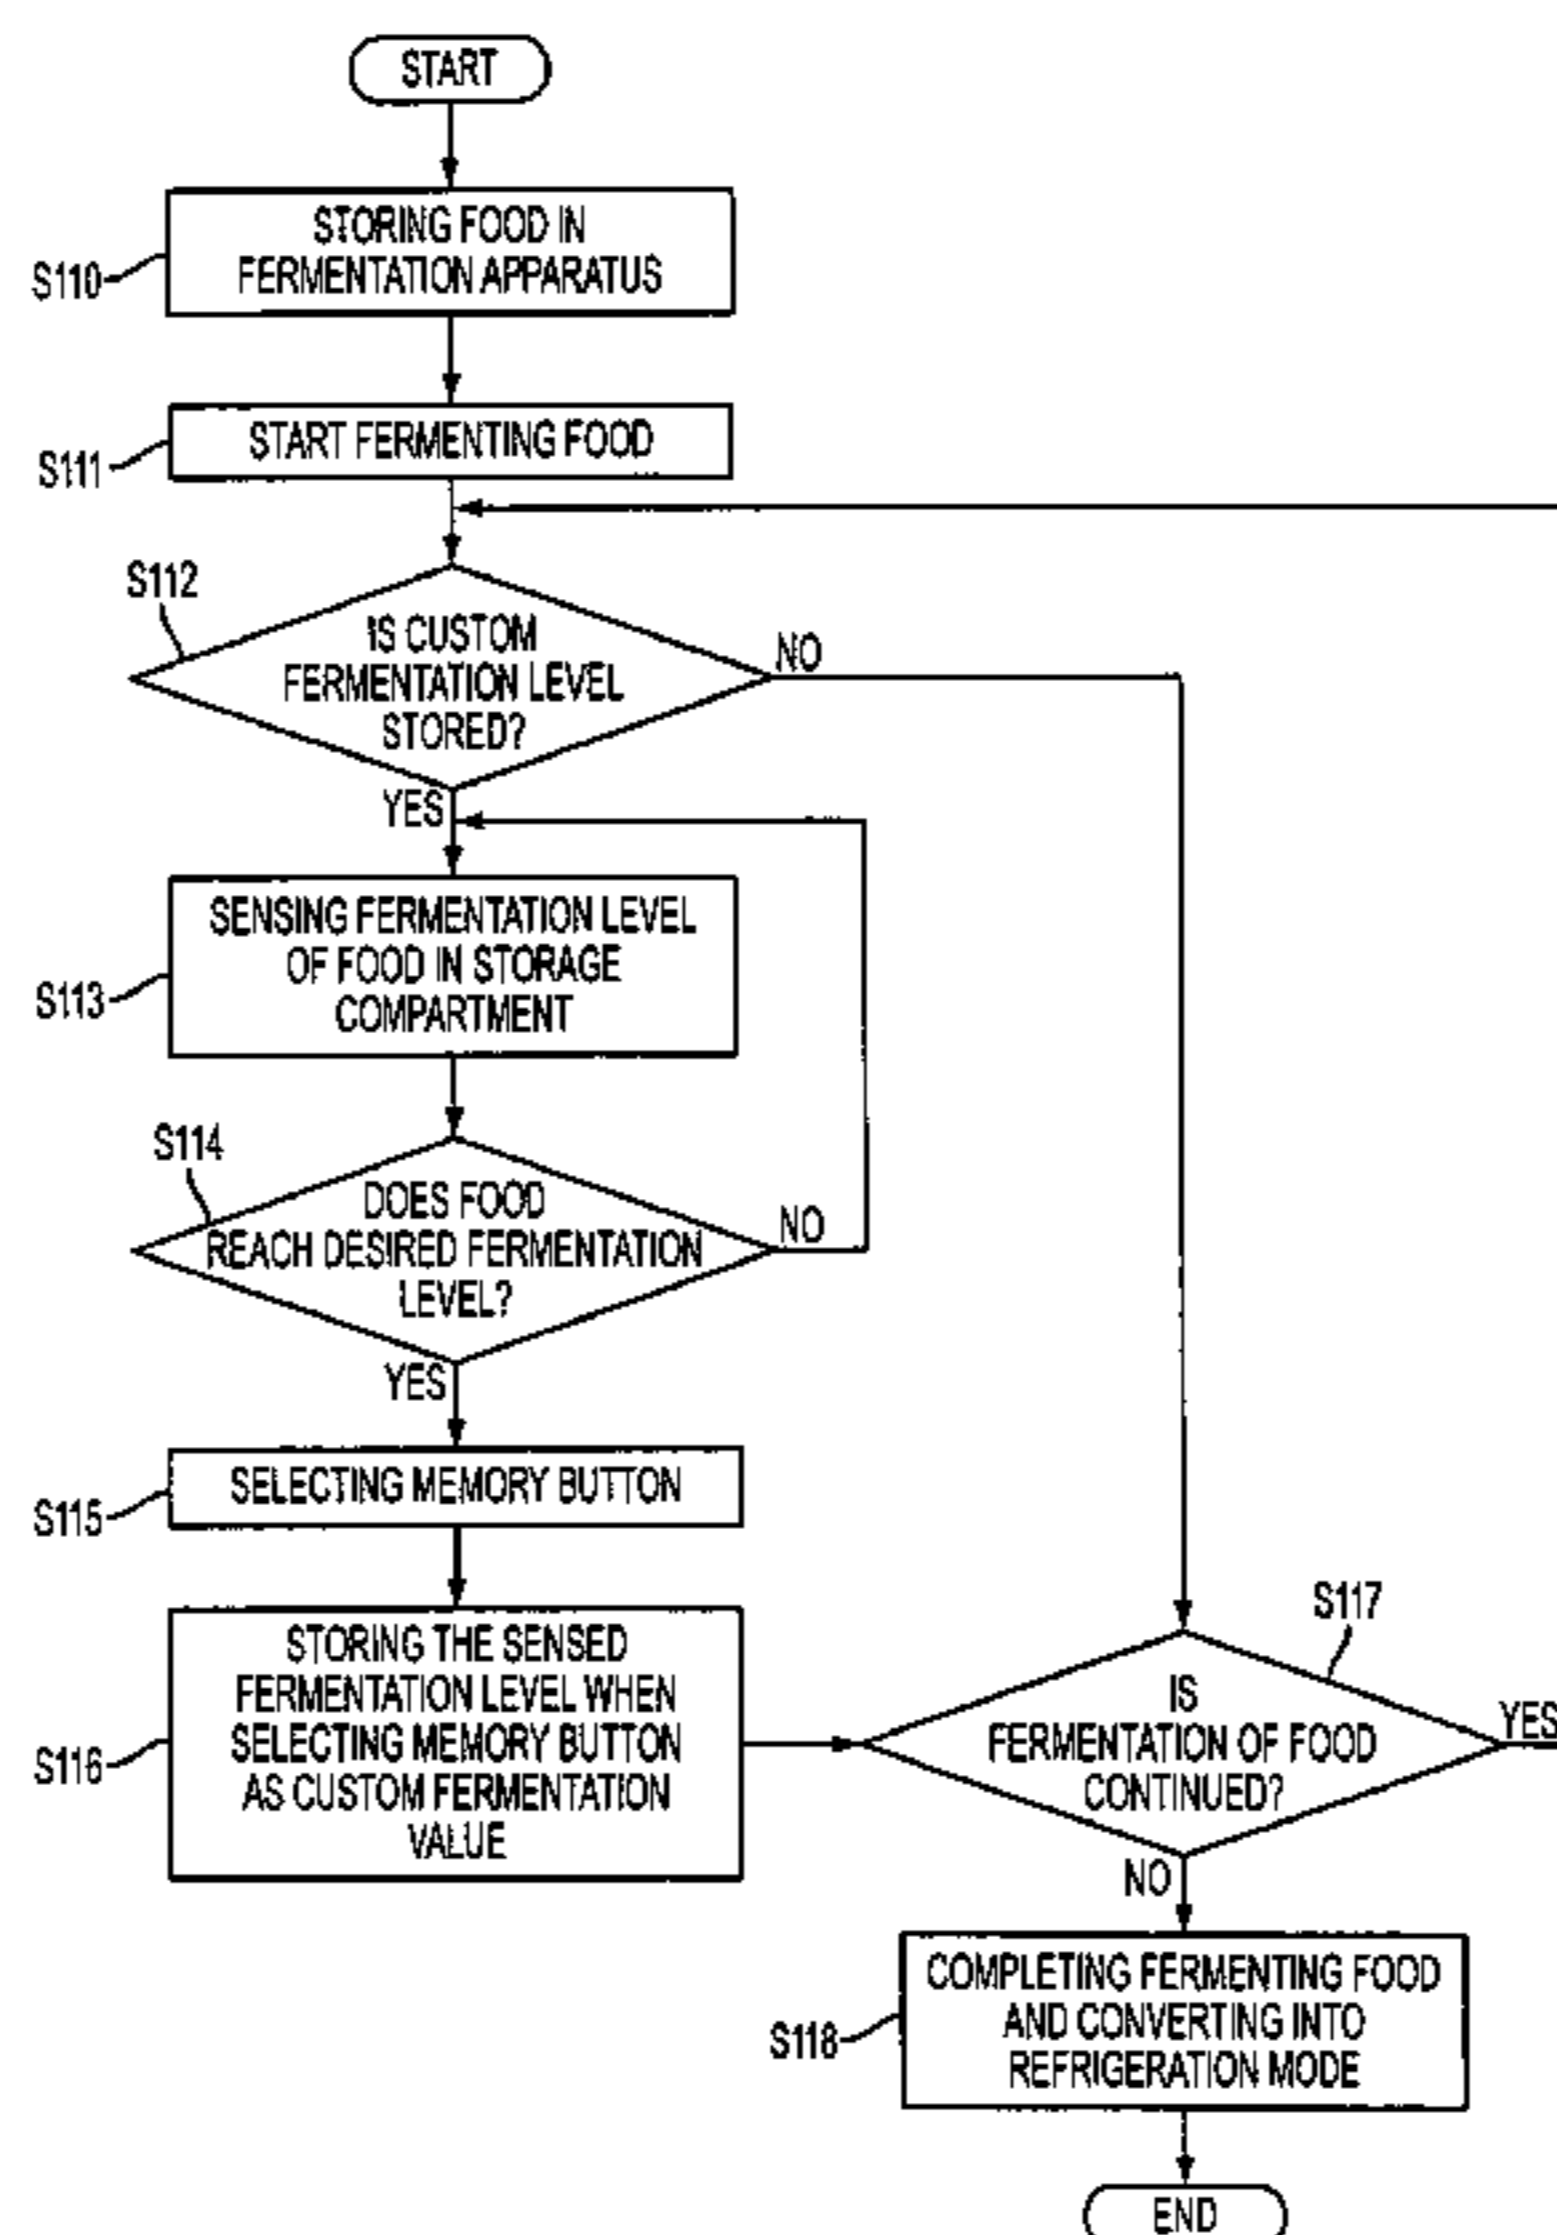 START
STORING FOOD IN
FERMENTATION APPARATUS
S110
START FERMENTING FOOD
S111
S112
IS CUSTOM
FERMENTATION LEVEL
STORED?
NO
YES
SENSING FERMENTATION LEVEL
OF FOOD IN STORAGE
COMPARTMENT
S113
S114
DOES FOOD
REACH DESIRED FERMENTATION
LEVEL?
NO
YES
SELECTING MEMORY BUTTON
S115
STORING THE SENSED
FERMENTATION LEVEL WHEN
SELECTING MEMORY BUTTON
AS CUSTOM FERMENTATION
VALUE
S116
S117
IS
FERMENTATION OF FOOD
CONTINUED?
YES
NO
COMPLETING FERMENTING FOOD
AND CONVERTING INTO
REFRIGERATION MODE
S118
END